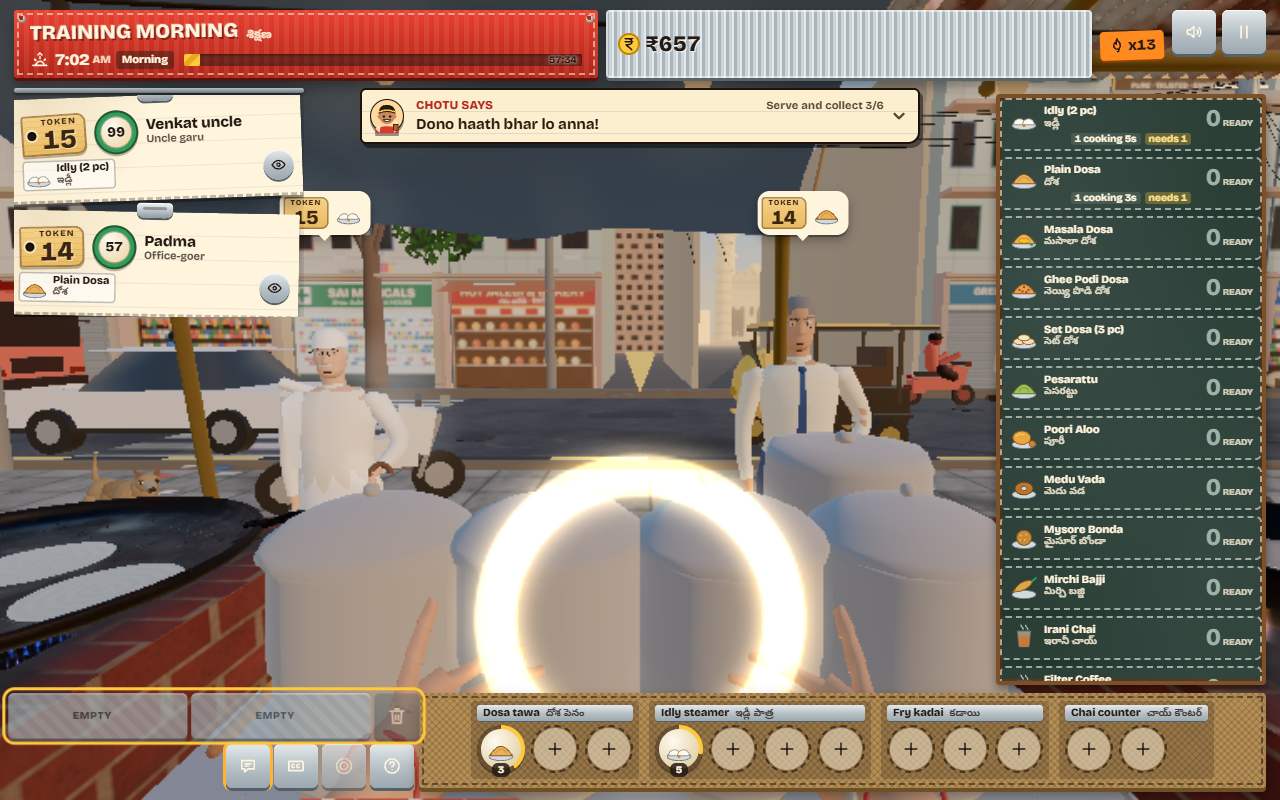 TRAINING MORNING శిక్షణ
7:02 AM Morning 57:34
₹657
x13
TOKEN
15
99
Venkat uncle
Uncle garu
Idly (2 pc)
ఇడ్లీ
TOKEN
14
57
Padma
Office-goer
Plain Dosa
దోశ
CHOTU SAYS
Serve and collect 3/6
Dono haath bhar lo anna!
TOKEN
15
TOKEN
14
Idly (2 pc)
ఇడ్లీ
0 READY
1 cooking 5s needs 1
Plain Dosa
దోశ
0 READY
1 cooking 3s needs 1
Masala Dosa
మసాలా దోశ
0 READY
Ghee Podi Dosa
నెయ్యి పొడి దోశ
0 READY
Set Dosa (3 pc)
సెట్ దోశ
0 READY
Pesarattu
పెసరట్టు
0 READY
Poori Aloo
పూరీ
0 READY
Medu Vada
మెదు వడ
0 READY
Mysore Bonda
మైసూర్ బోండా
0 READY
Mirchi Bajji
మిర్చి బజ్జి
0 READY
Irani Chai
ఇరానీ చాయ్
0 READY
Filter Coffee
EMPTY
EMPTY
Dosa tawa దోశ పెనం
3
Idly steamer ఇడ్లీ పాత్ర
5
Fry kadai కడాయి
Chai counter చాయ్ కౌంటర్
CC